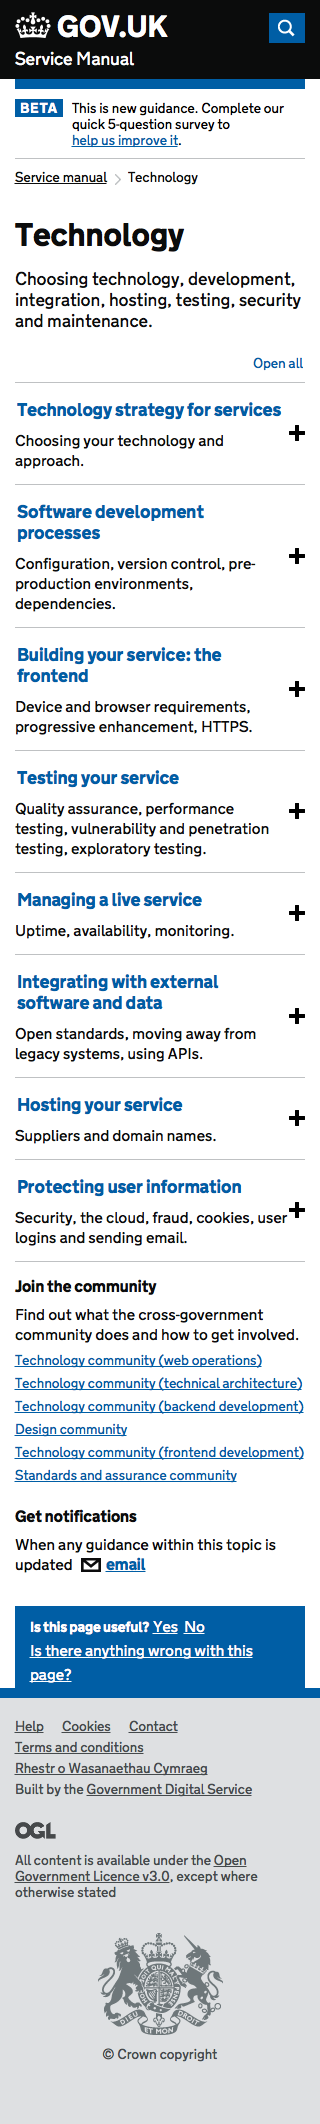 GOV.UK
Service Manual
BETA This is new guidance. Complete our
quick 5-question survey to
help us improve it.
Service manual Technology
Technology
Choosing technology, development,
integration, hosting, testing, security
and maintenance.
Open all
Technology strategy for services
Choosing your technology and
approach.
Software development
processes
Configuration, version control, pre-
production environments,
dependencies.
Building your service: the
frontend
Device and browser requirements,
progressive enhancement, HTTPS.
Testing your service
Quality assurance, performance
testing, vulnerability and penetration
testing, exploratory testing.
Managing a live service
Uptime, availability, monitoring.
Integrating with external
software and data
Open standards, moving away from
legacy systems, using APIs.
Hosting your service
Suppliers and domain names.
Protecting user information
Security, the cloud, fraud, cookies, user
logins and sending email.
Join the community
Find out what the cross-government
community does and how to get involved.
Technology community (web operations)
Technology community (technical architecture)
Technology community (backend development)
Design community
Technology community (frontend development)
Standards and assurance community
Get notifications
When any guidance within this topic is
updated email
Is this page useful? Yes No
Is there anything wrong with this
page?
Help Cookies Contact
Terms and conditions
Rhestr o Wasanaethau Cymraeg
Built by the Government Digital Service
OGL
All content is available under the Open
Government Licence v3.0, except where
otherwise stated
DIEU ET MON DROIT
© Crown copyright